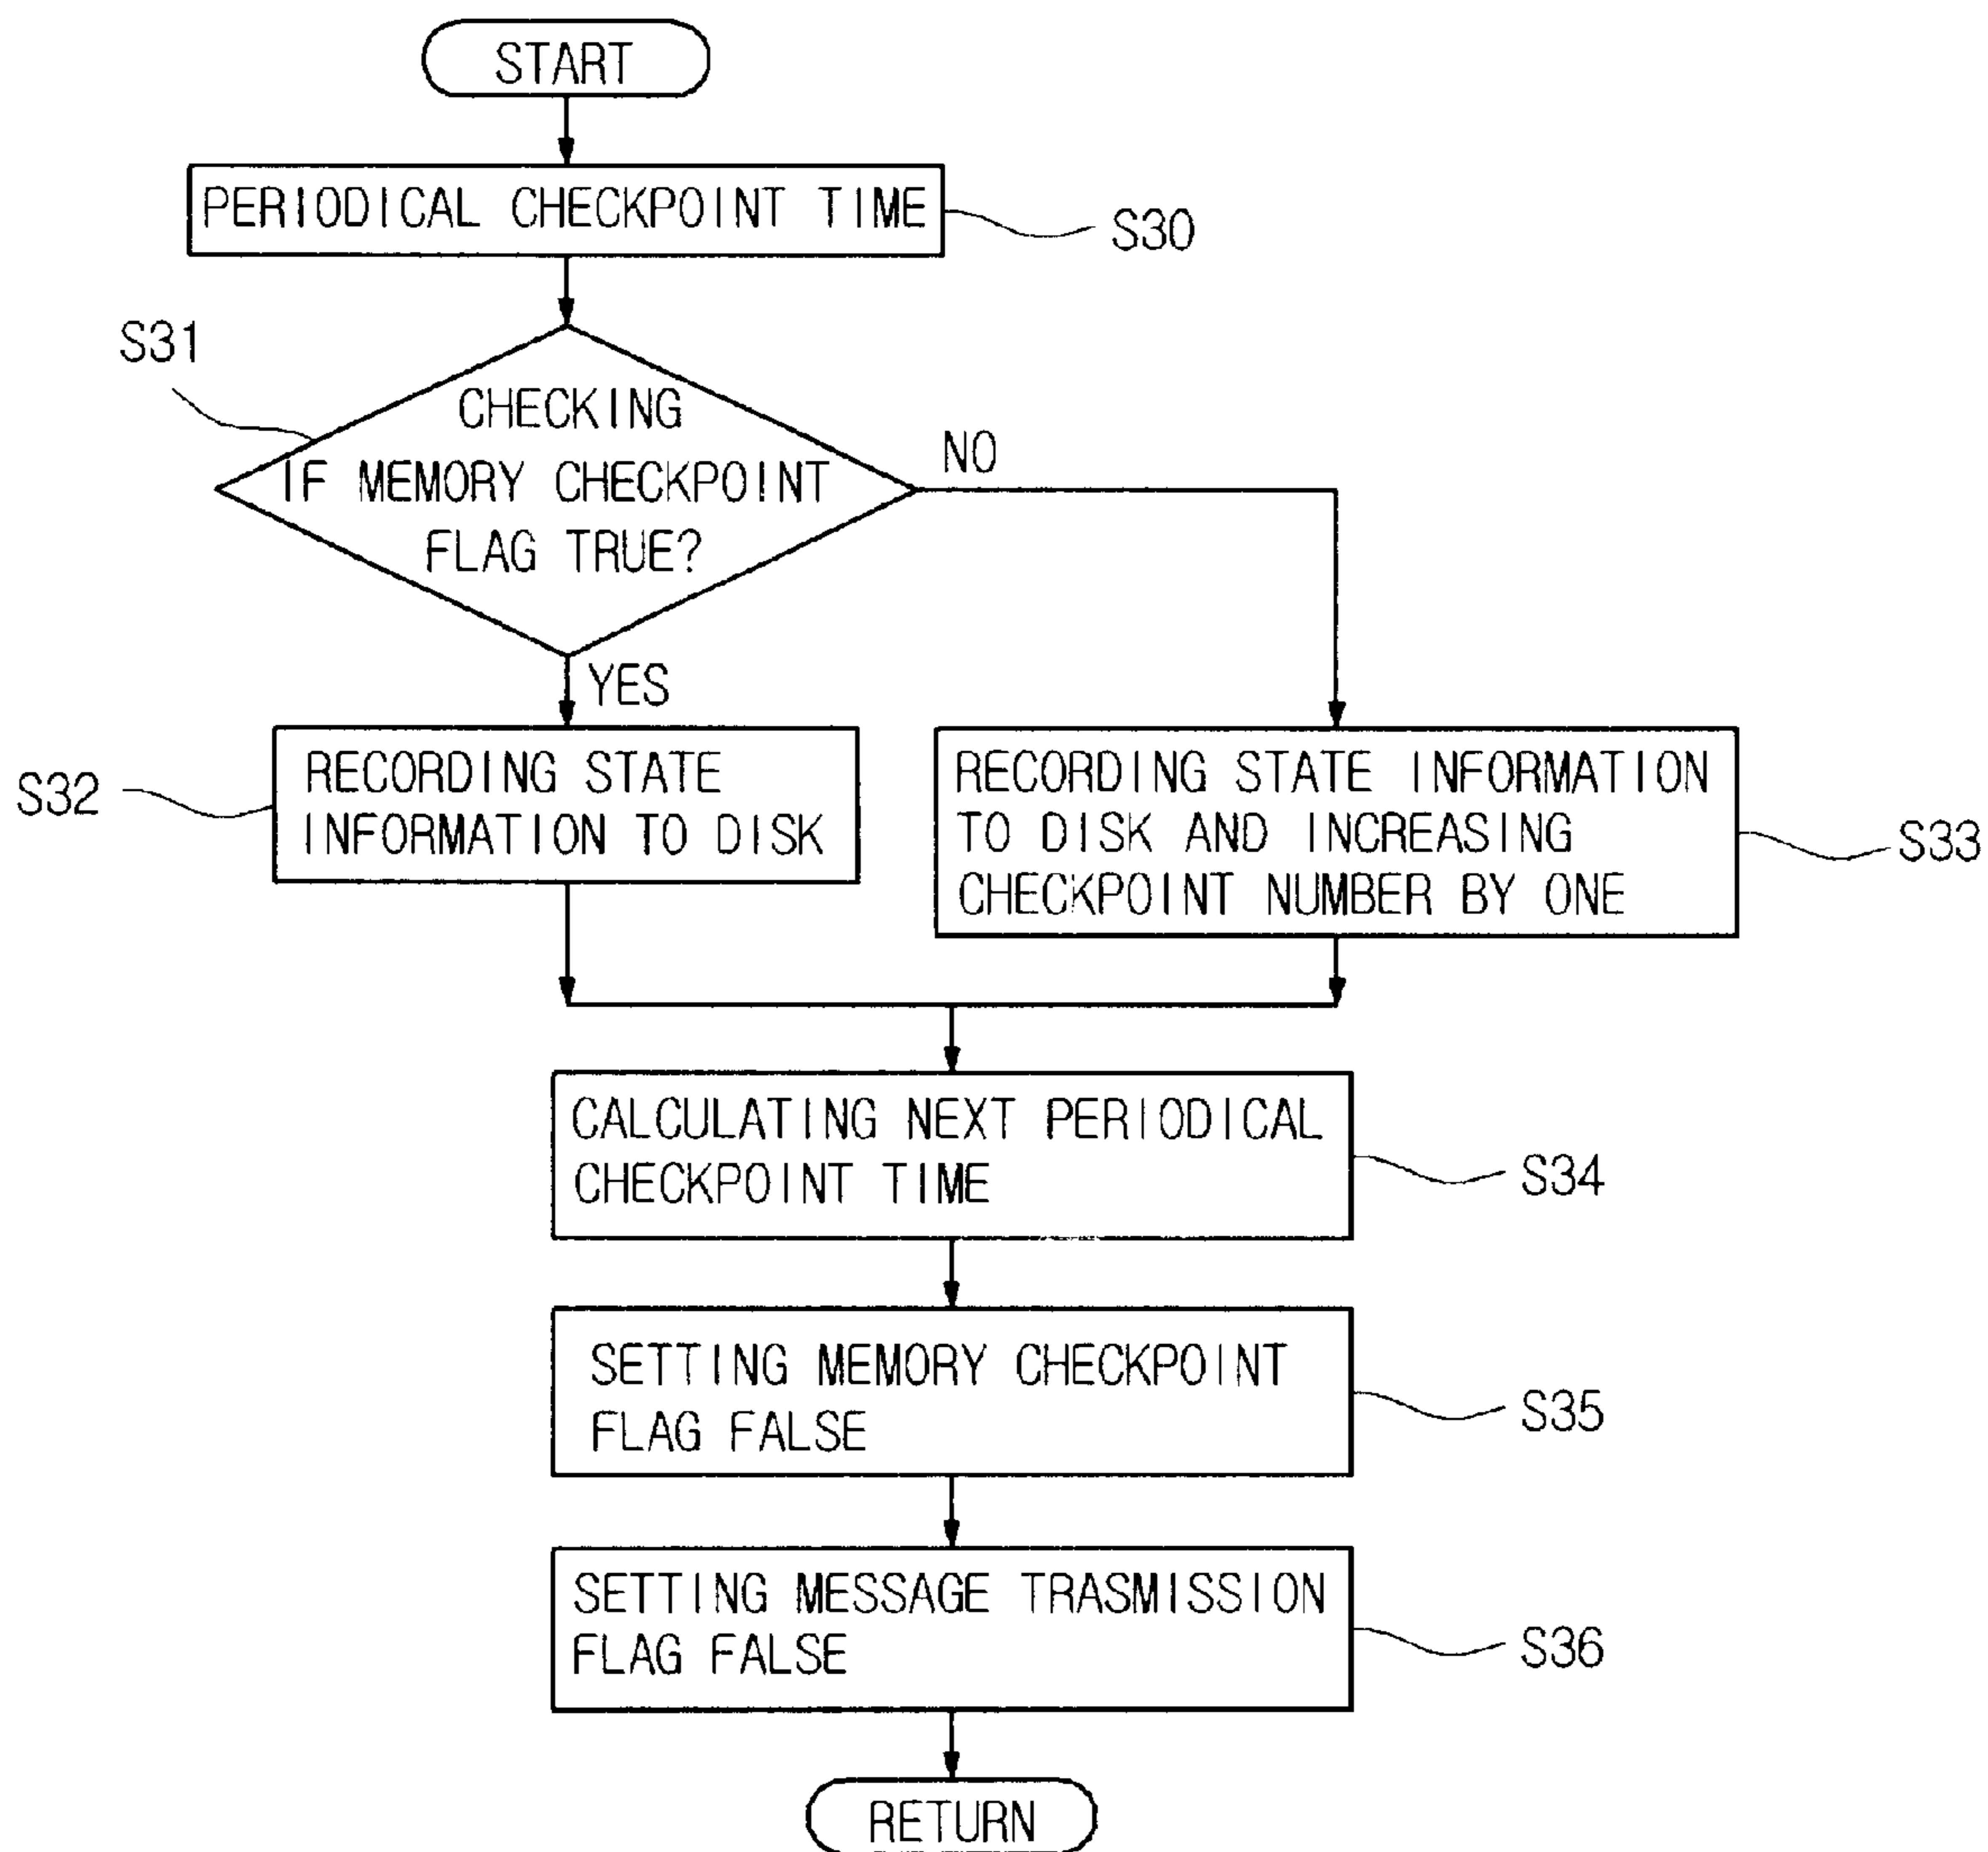 START
PERIODICAL CHECKPOINT TIME
S30
S31
CHECKING
IF MEMORY CHECKPOINT
FLAG TRUE?
NO
YES
S32
RECORDING STATE
INFORMATION TO DISK
RECORDING STATE INFORMATION
TO DISK AND INCREASING
CHECKPOINT NUMBER BY ONE
S33
CALCULATING NEXT PERIODICAL
CHECKPOINT TIME
S34
SETTING MEMORY CHECKPOINT
FLAG FALSE
S35
SETTING MESSAGE TRASMISSION
FLAG FALSE
S36
RETURN